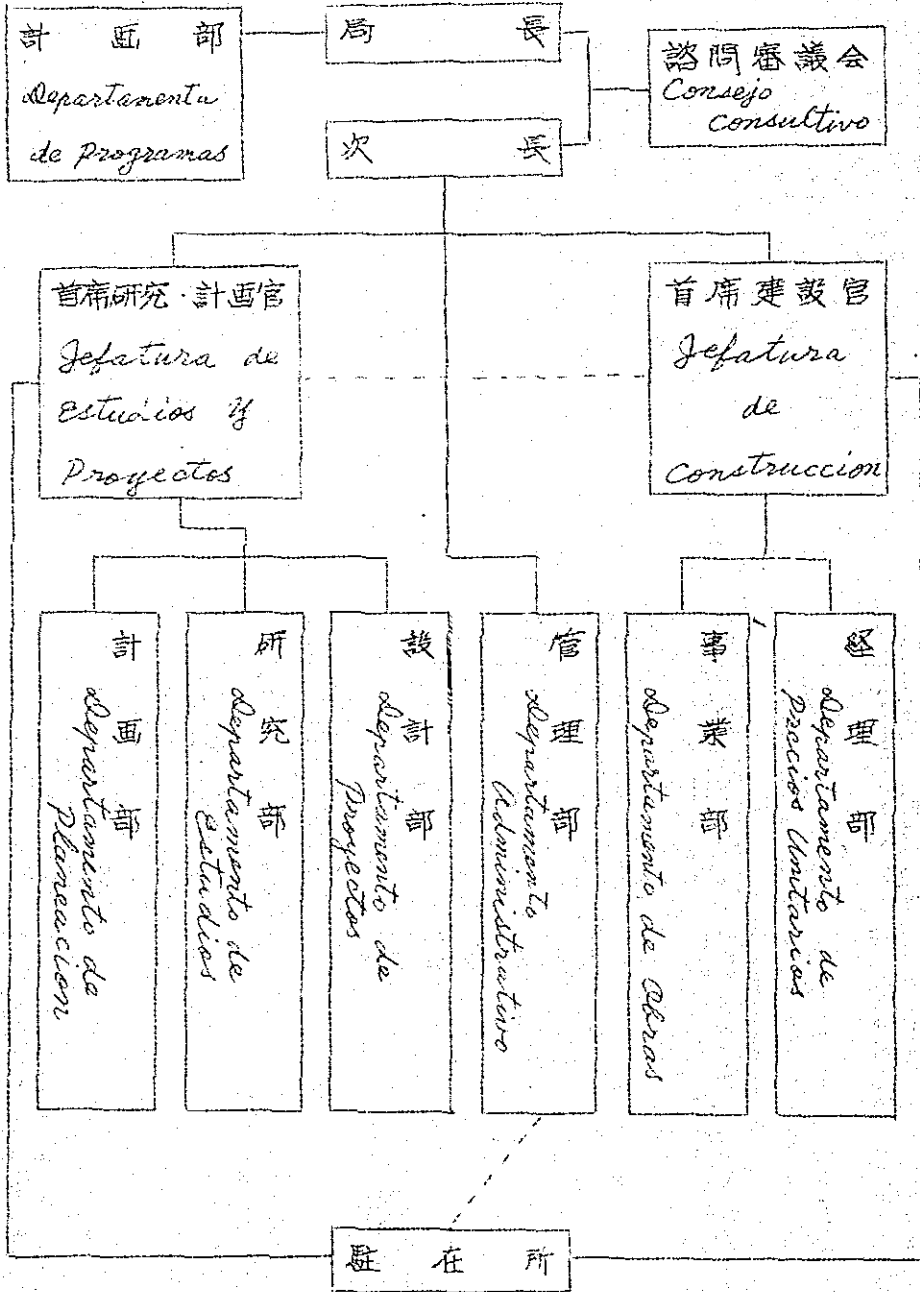 計画部
Departamento
de Programas
局長
次長
諮問審議会
Consejo
Consultivo
首席研究・計画官
Jefatura de
Estudios y
Proyectos
首席建設官
Jefatura
de
Construccion
計画部
Departamento de
Planeacion
研究部
Departamento de
Estudios
設計部
Departamento de
Proyectos
管理部
Departamento
Administrativo
事業部
Departamento de Obras
経理部
Departamento de
Precios Unitarios
駐在所